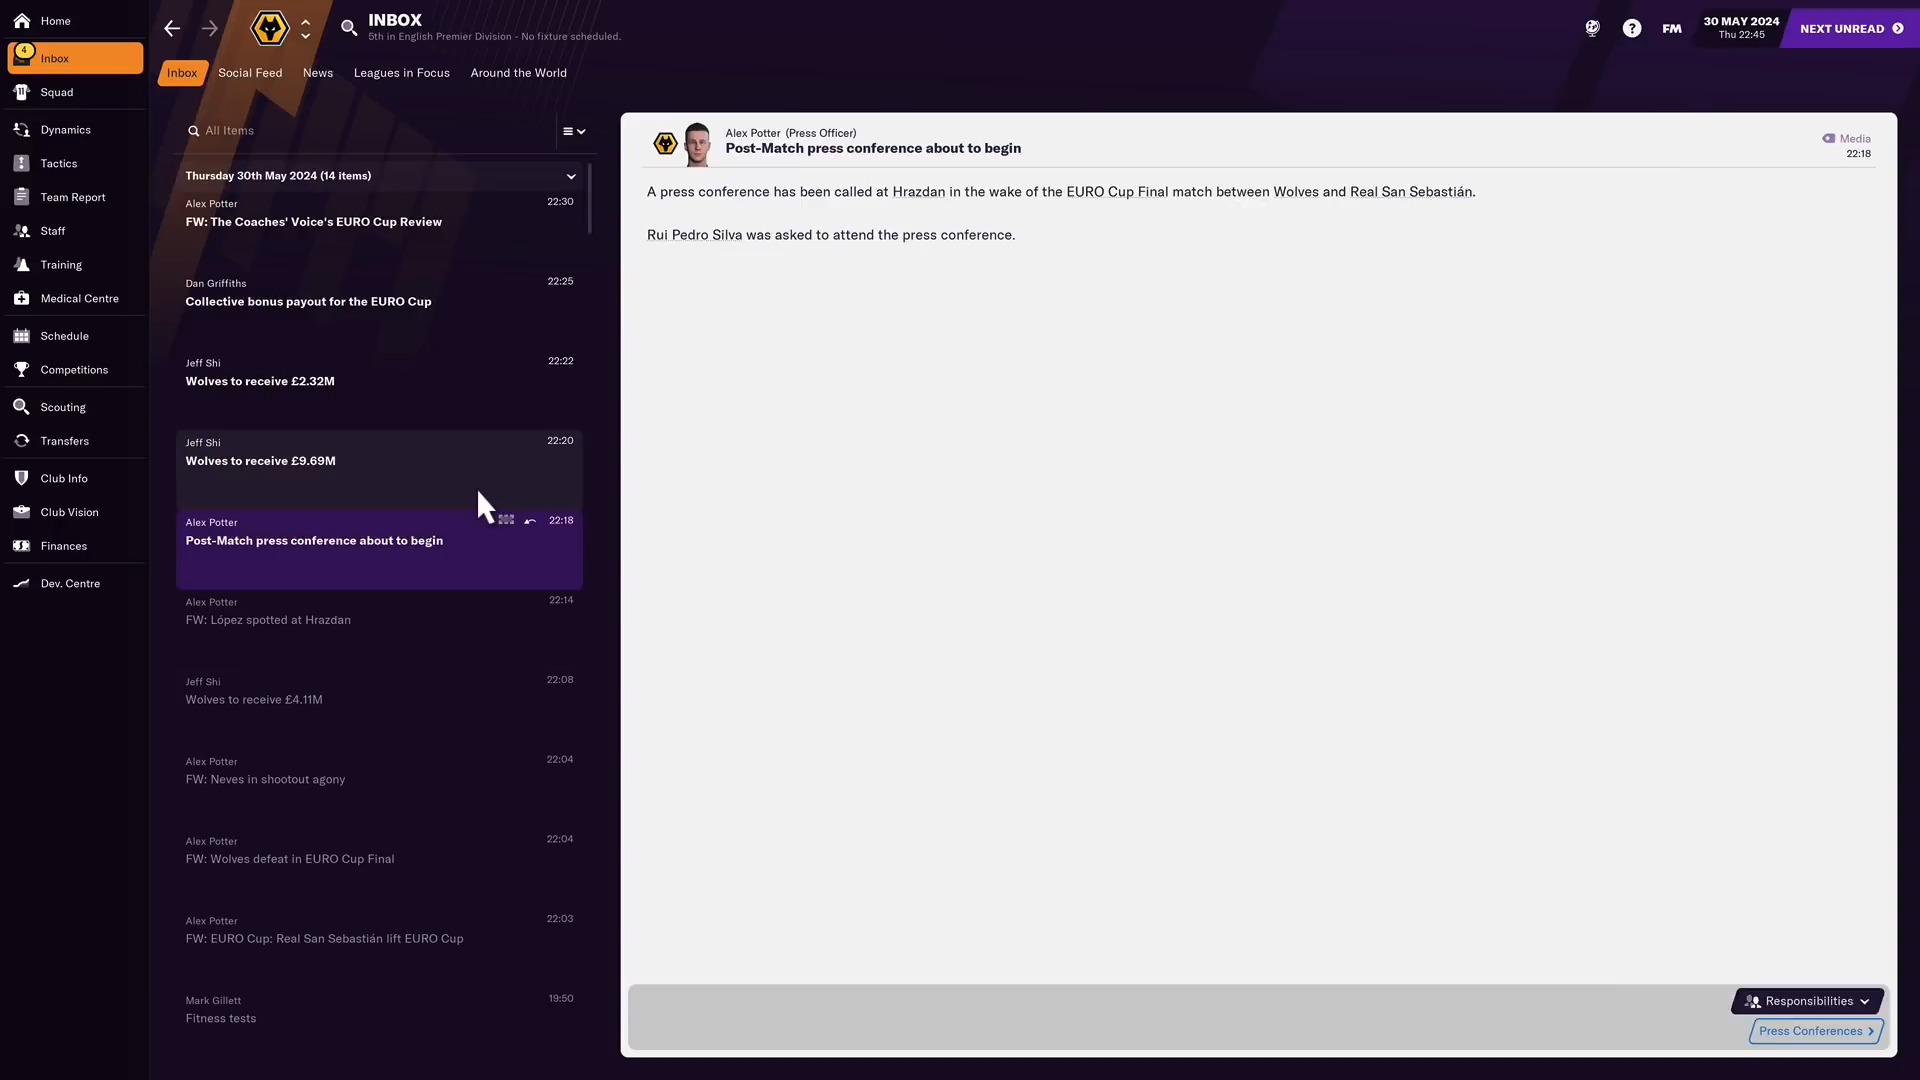 Home
4
Inbox
Squad
Dynamics
Tactics
Team Report
Staff
Training
Medical Centre
Schedule
Competitions
Scouting
Transfers
Club Info
Club Vision
Finances
Dev. Centre
INBOX
5th in English Premier Division - No fixture scheduled.
?
FM
30 MAY 2024
Thu 22:45
NEXT UNREAD
Inbox Social Feed News Leagues in Focus Around the World
All Items
Thursday 30th May 2024 (14 items)
Alex Potter 22:30
FW: The Coaches' Voice's EURO Cup Review
Dan Griffiths 22:25
Collective bonus payout for the EURO Cup
Jeff Shi 22:22
Wolves to receive £2.32M
Jeff Shi 22:20
Wolves to receive £9.69M
Alex Potter 22:18
Post-Match press conference about to begin
Alex Potter 22:14
FW: López spotted at Hrazdan
Jeff Shi 22:08
Wolves to receive £4.11M
Alex Potter 22:04
FW: Neves in shootout agony
Alex Potter 22:04
FW: Wolves defeat in EURO Cup Final
Alex Potter 22:03
FW: EURO Cup: Real San Sebastián lift EURO Cup
Mark Gillett 19:50
Fitness tests
Alex Potter (Press Officer)
Post-Match press conference about to begin
Media
22:18
A press conference has been called at Hrazdan in the wake of the EURO Cup Final match between Wolves and Real San Sebastián.
Rui Pedro Silva was asked to attend the press conference.
Responsibilities
Press Conferences